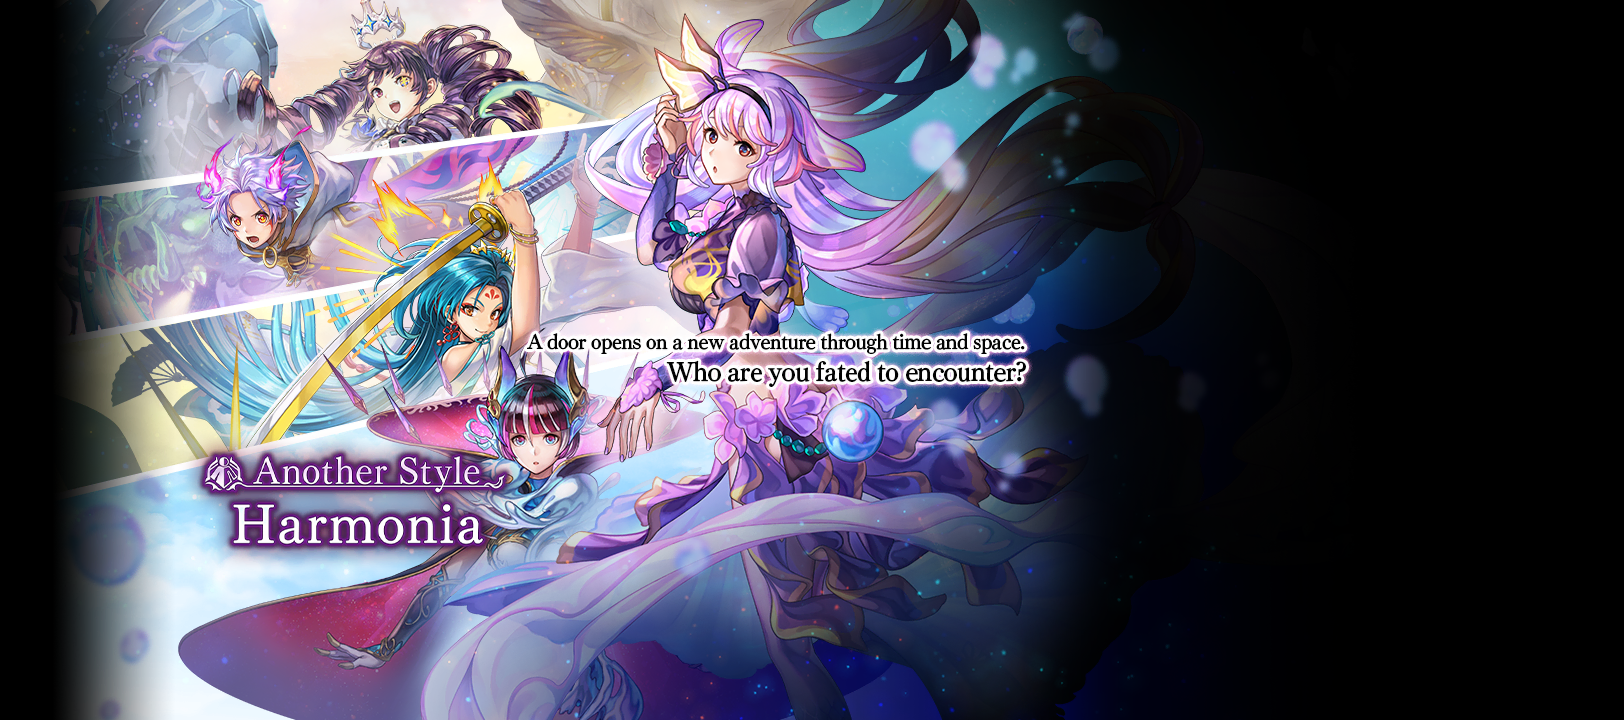 A door opens on a new adventure through time and space.
Who are you fated to encounter?
Another Style
Harmonia